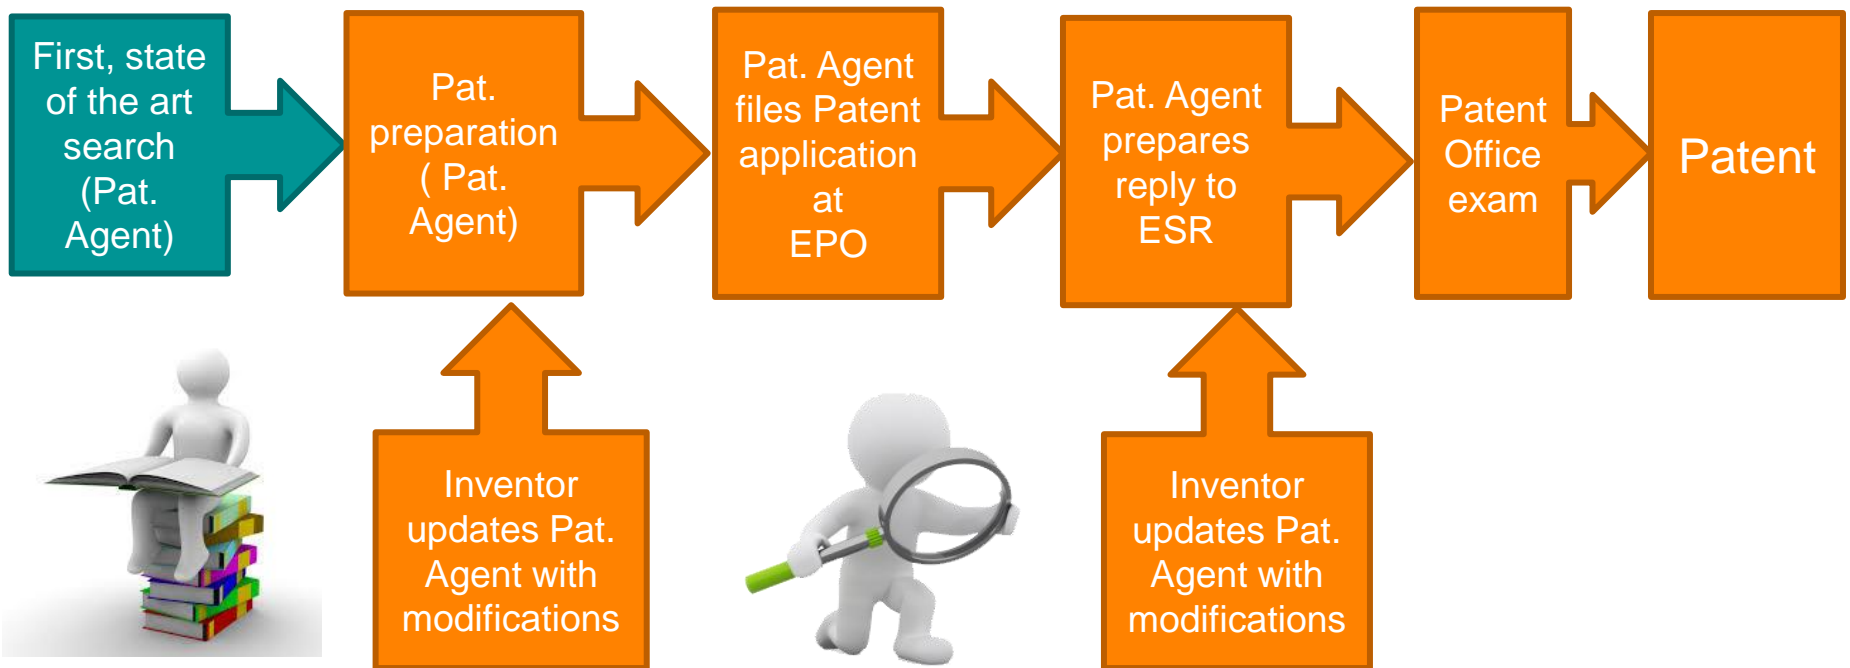 First, state
of the art
search
(Pat.
Agent)
Pat.
preparation
( Pat.
Agent)
Pat. Agent
files Patent
application
at
EPO
Pat. Agent
prepares
reply to
ESR
Patent
Office
exam
Patent
Inventor
updates Pat.
Agent with
modifications
Inventor
updates Pat.
Agent with
modifications